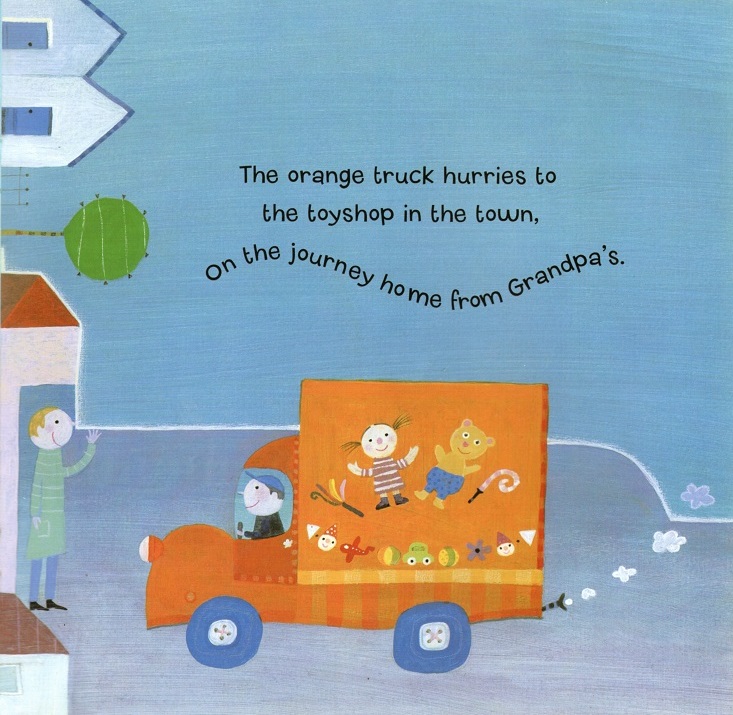 The orange truck hurries to
the toyshop in the town,
On the journey home from Grandpa's.